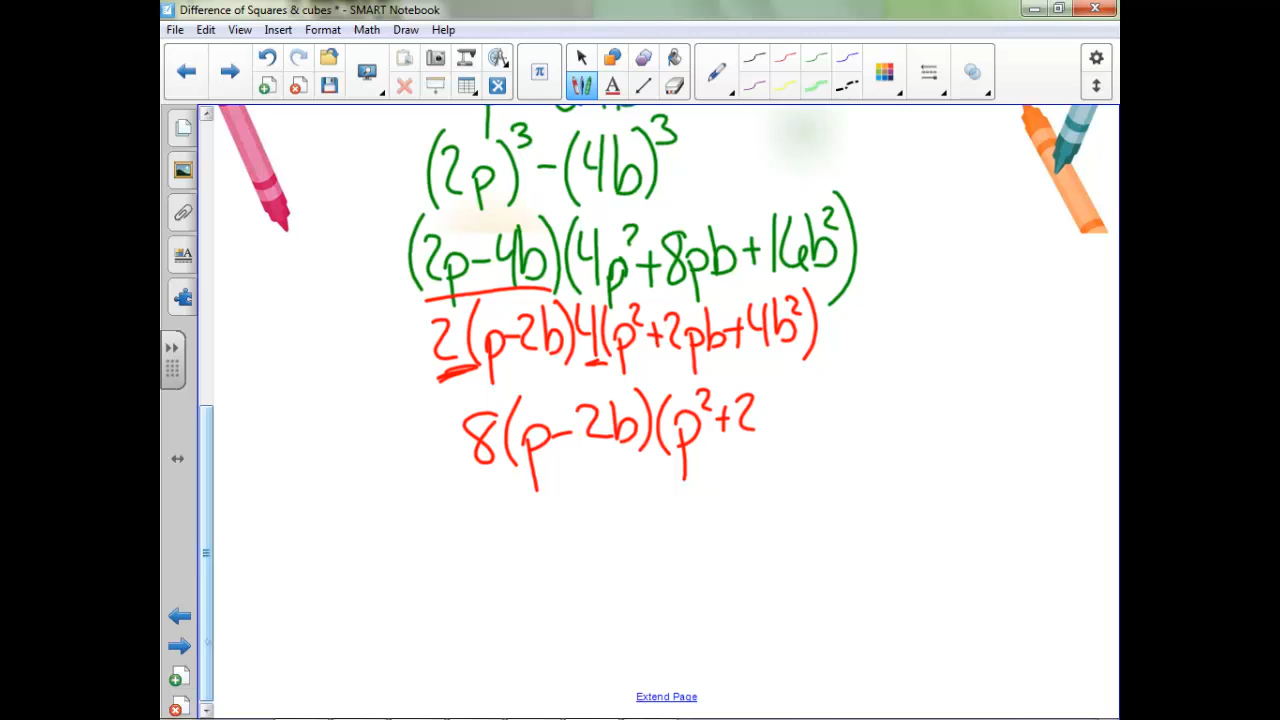 Difference of Squares & cubes * - SMART Notebook
File Edit View Insert Format Math Draw Help
π A
(2p)³ - (4b)³
(2p-4b)(4p²+8pb+16b²)
2(p-2b)4(p²+2pb+4b²)
8(p-2b)(p²+2
Extend Page